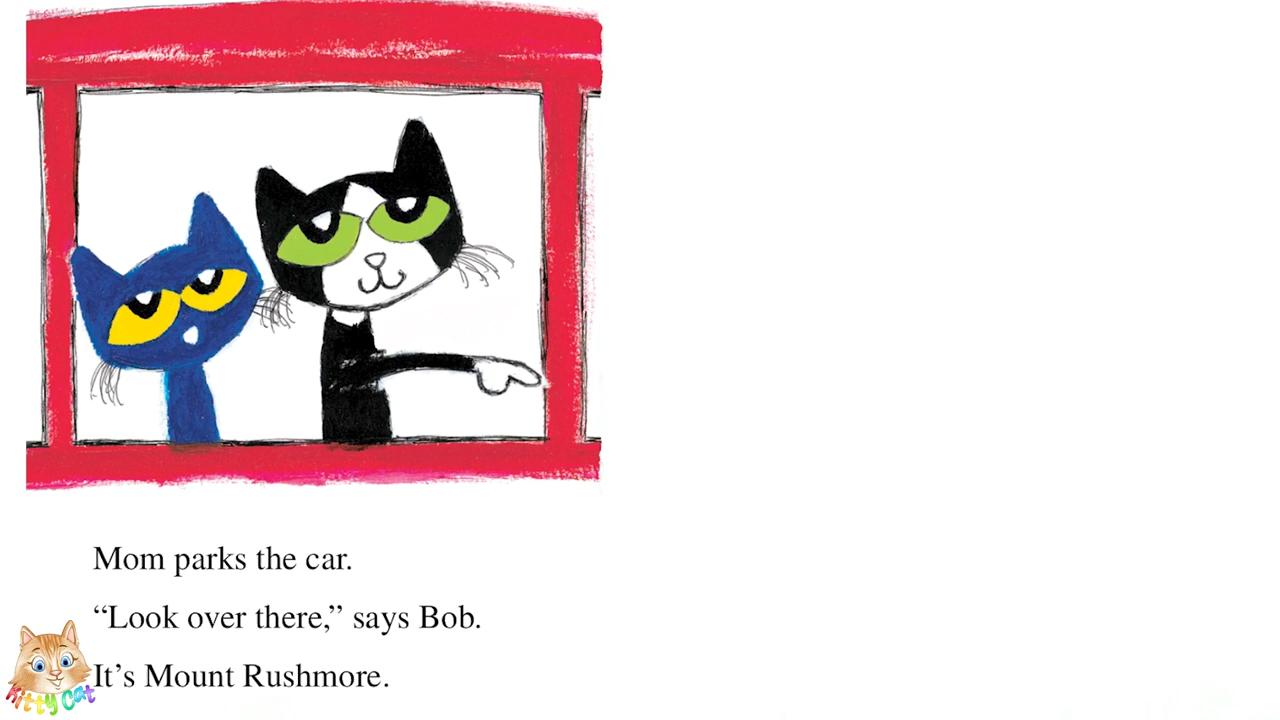 Mom parks the car.
“Look over there,” says Bob.
It’s Mount Rushmore.
Kitty Cat